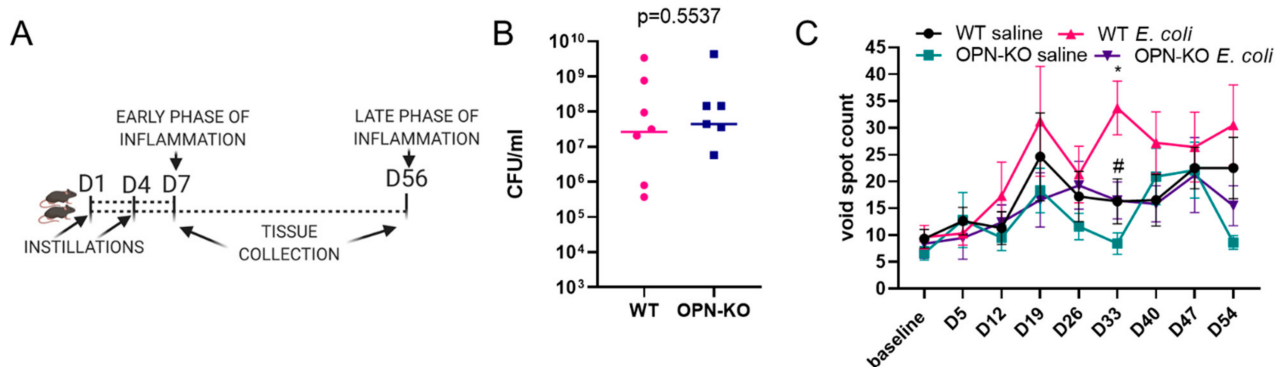 A
EARLY PHASE OF
INFLAMMATION
LATE PHASE OF
INFLAMMATION
D1
D4
D7
D56
INSTILLATIONS
TISSUE
COLLECTION
B
p=0.5537
CFU/ml
10^10
10^9
10^8
10^7
10^6
10^5
10^4
10^3
WT
OPN-KO
C
WT saline
WT E. coli
OPN-KO saline
OPN-KO E. coli
void spot count
45
40
35
30
25
20
15
10
5
0
*
#
baseline
D5
D12
D19
D26
D33
D40
D47
D54